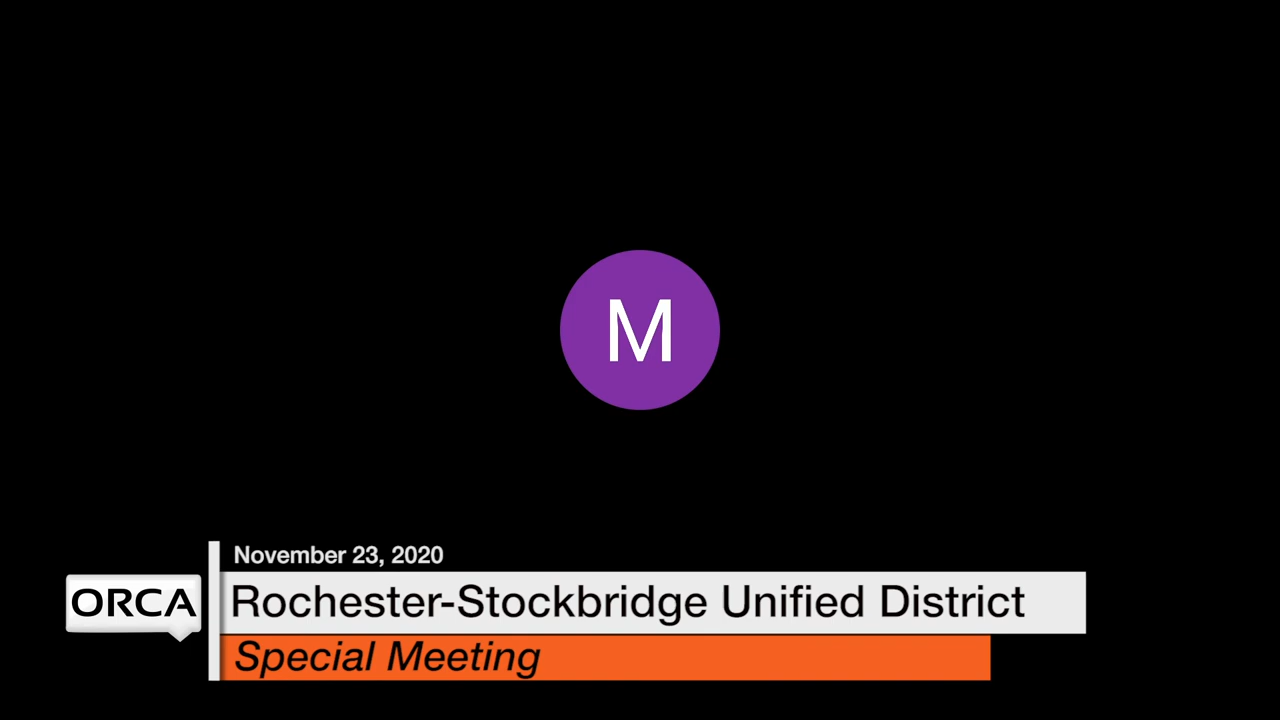 M
November 23, 2020
ORCA
Rochester-Stockbridge Unified District
Special Meeting